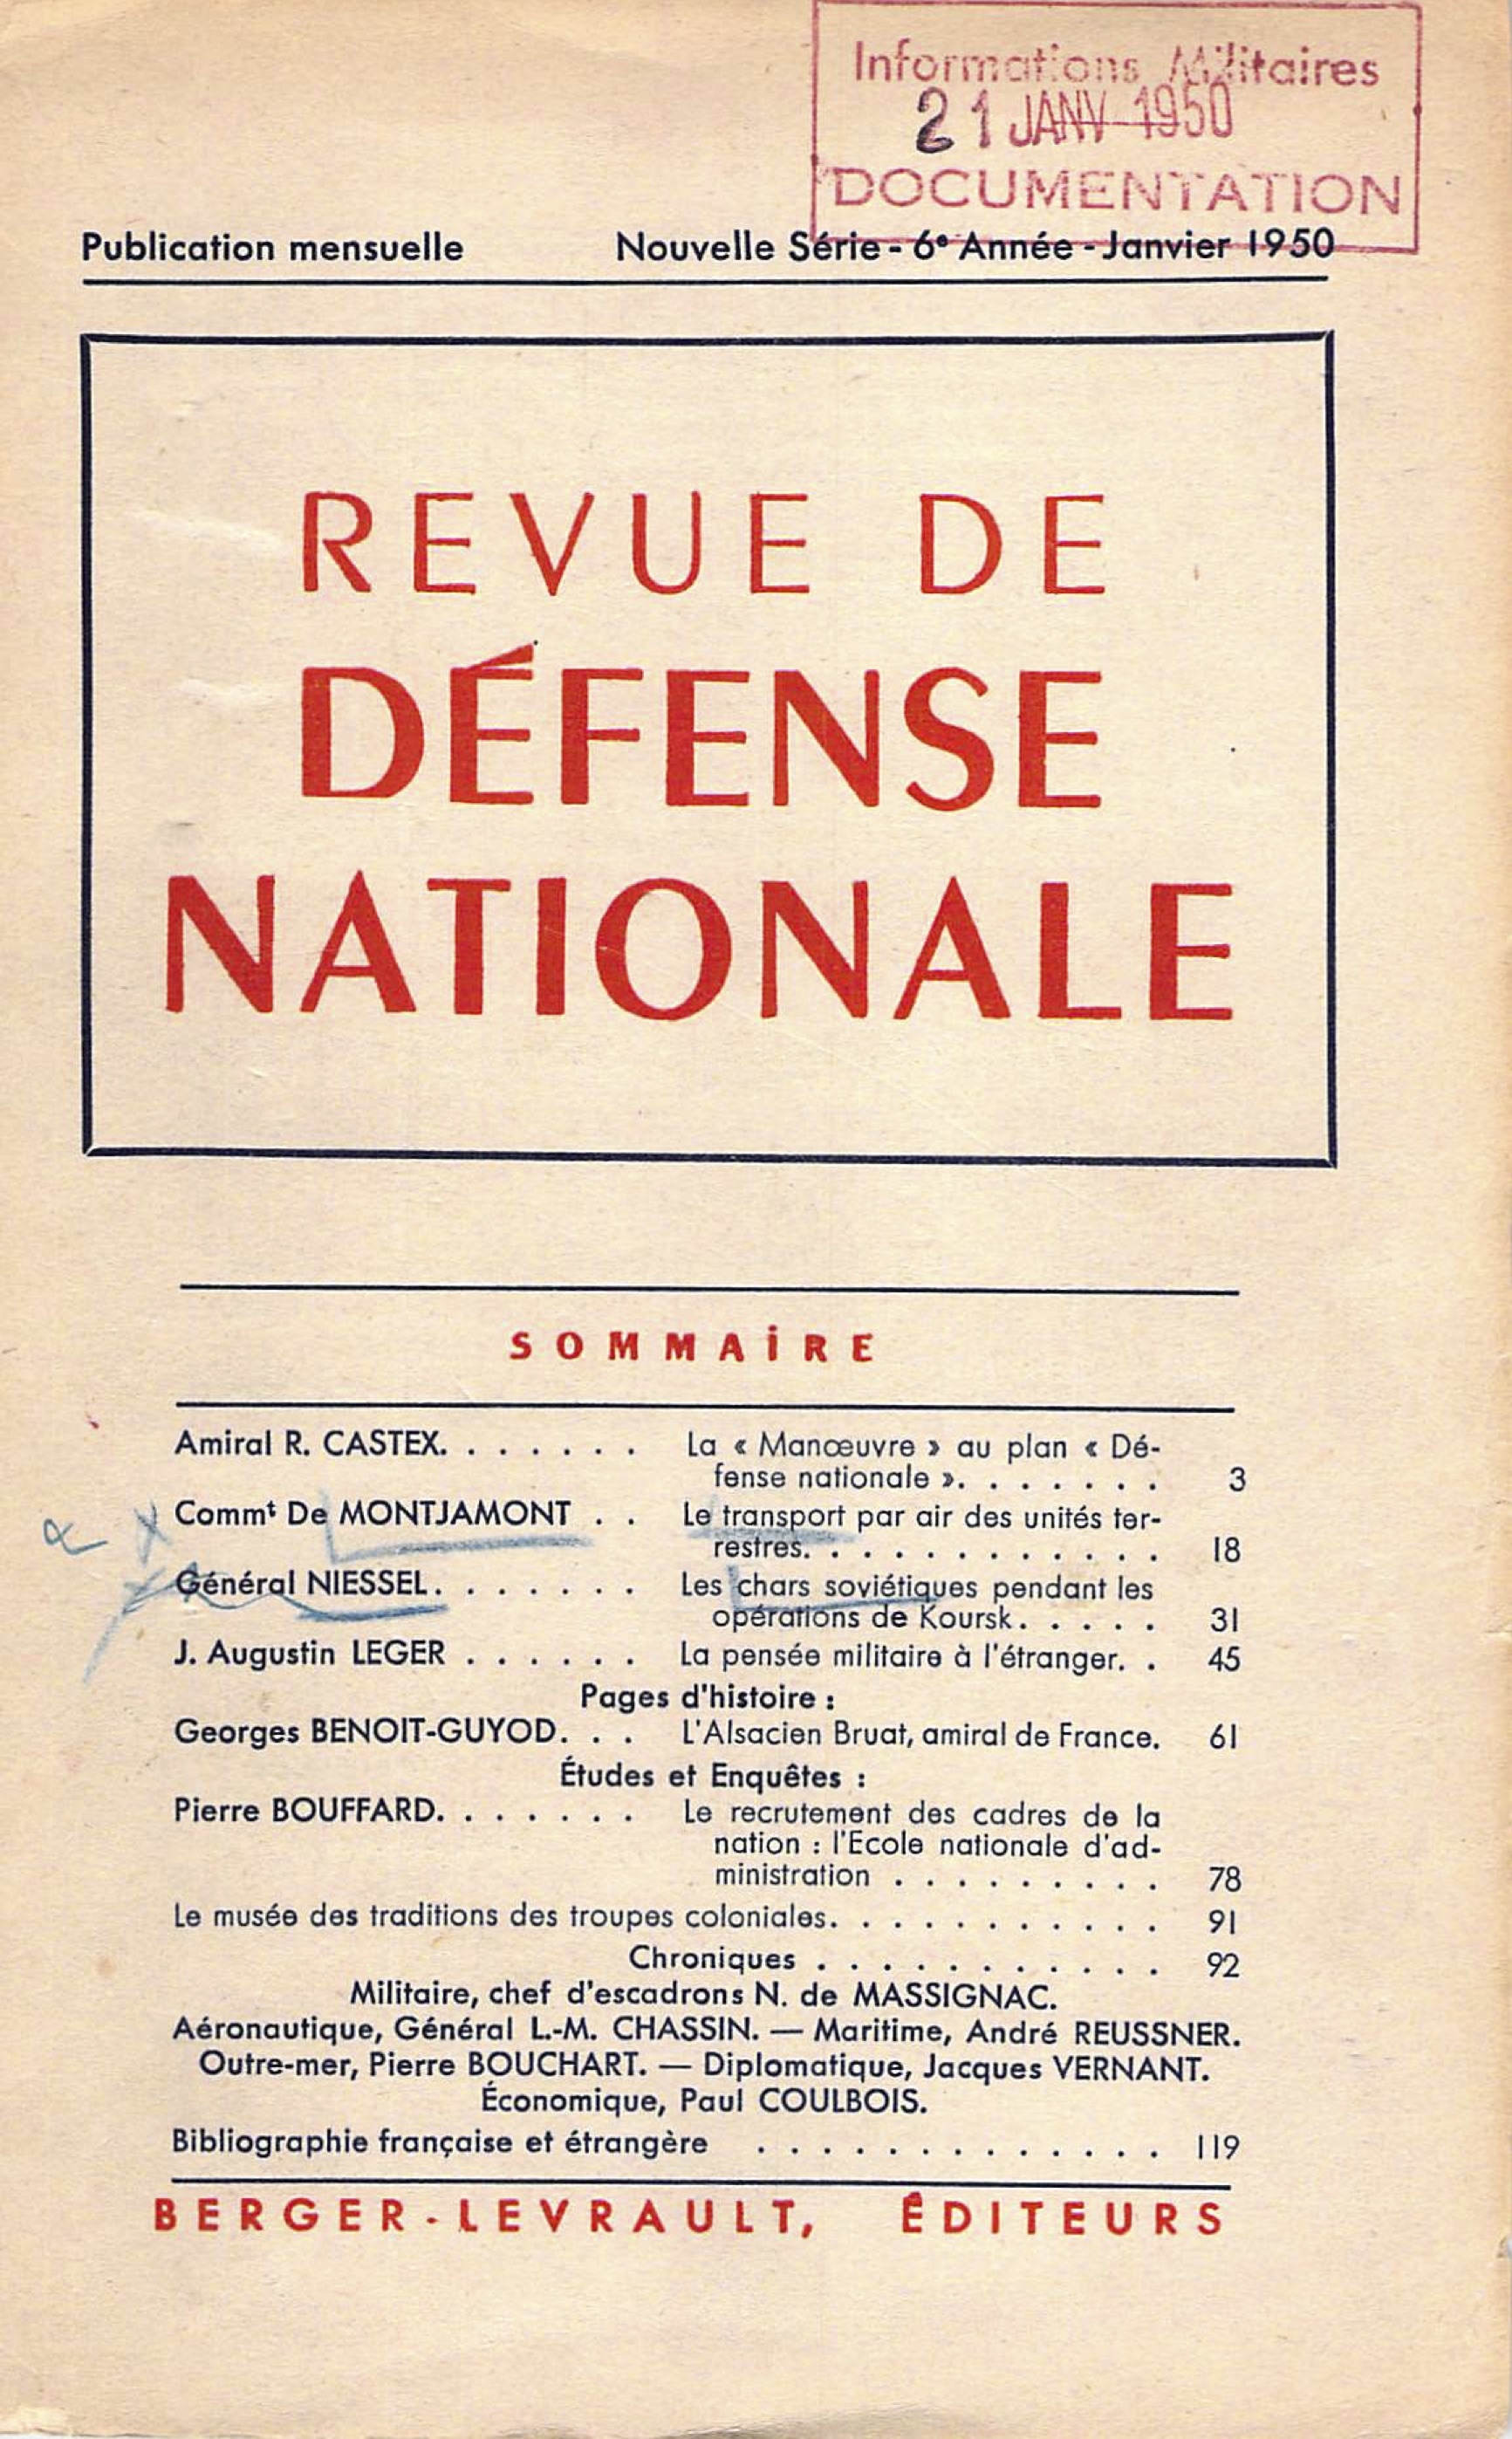 Informations Militaires
21 JANV 1950
DOCUMENTATION
Publication mensuelle Nouvelle Série - 6e Année - Janvier 1950
REVUE DE
DÉFENSE
NATIONALE
SOMMAIRE
Amiral R. CASTEX. . . . . . . La « Manœuvre » au plan « Dé-
fense nationale ». . . . . . . 3
Commt De MONTJAMONT . . Le transport par air des unités ter-
restres. . . . . . . . . . . . 18
Général NIESSEL. . . . . . . Les chars soviétiques pendant les
opérations de Koursk. . . . . 31
J. Augustin LEGER . . . . . . La pensée militaire à l'étranger. . 45
Pages d'histoire :
Georges BENOIT-GUYOD. . . L'Alsacien Bruat, amiral de France. 61
Études et Enquêtes :
Pierre BOUFFARD. . . . . . . Le recrutement des cadres de la
nation : l'Ecole nationale d'ad-
ministration . . . . . . . . . 78
Le musée des traditions des troupes coloniales. . . . . . . . . . . 91
Chroniques . . . . . . . . . . . 92
Militaire, chef d'escadrons N. de MASSIGNAC.
Aéronautique, Général L.-M. CHASSIN. — Maritime, André REUSSNER.
Outre-mer, Pierre BOUCHART. — Diplomatique, Jacques VERNANT.
Économique, Paul COULBOIS.
Bibliographie française et étrangère . . . . . . . . . . . . . 119
BERGER-LEVRAULT, ÉDITEURS